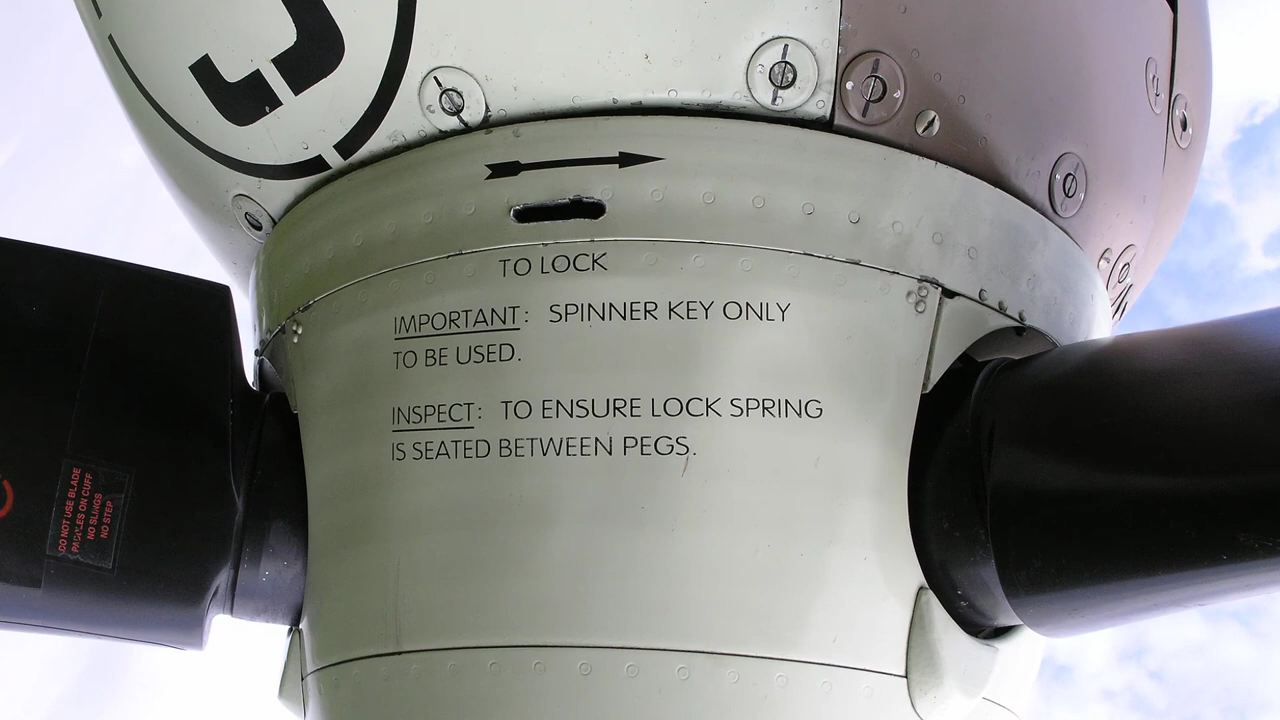 TO LOCK
IMPORTANT: SPINNER KEY ONLY
TO BE USED.
INSPECT: TO ENSURE LOCK SPRING
IS SEATED BETWEEN PEGS.
DO NOT USE BLADE
PADDLES ON CUFF
NO SLINGS
NO STEP